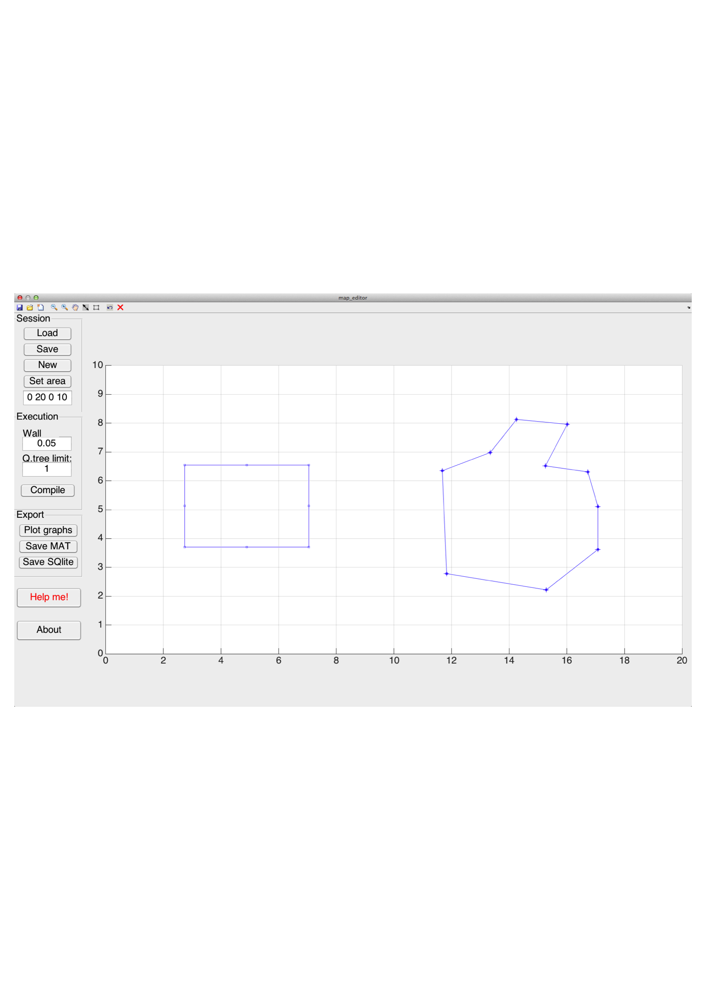 map_editor
Session
Load
Save
New
Set area
0 20 0 10
Execution
Wall
0.05
Q.tree limit:
1
Compile
Export
Plot graphs
Save MAT
Save SQlite
Help me!
About
10
9
8
7
6
5
4
3
2
1
0
0 2 4 6 8 10 12 14 16 18 20